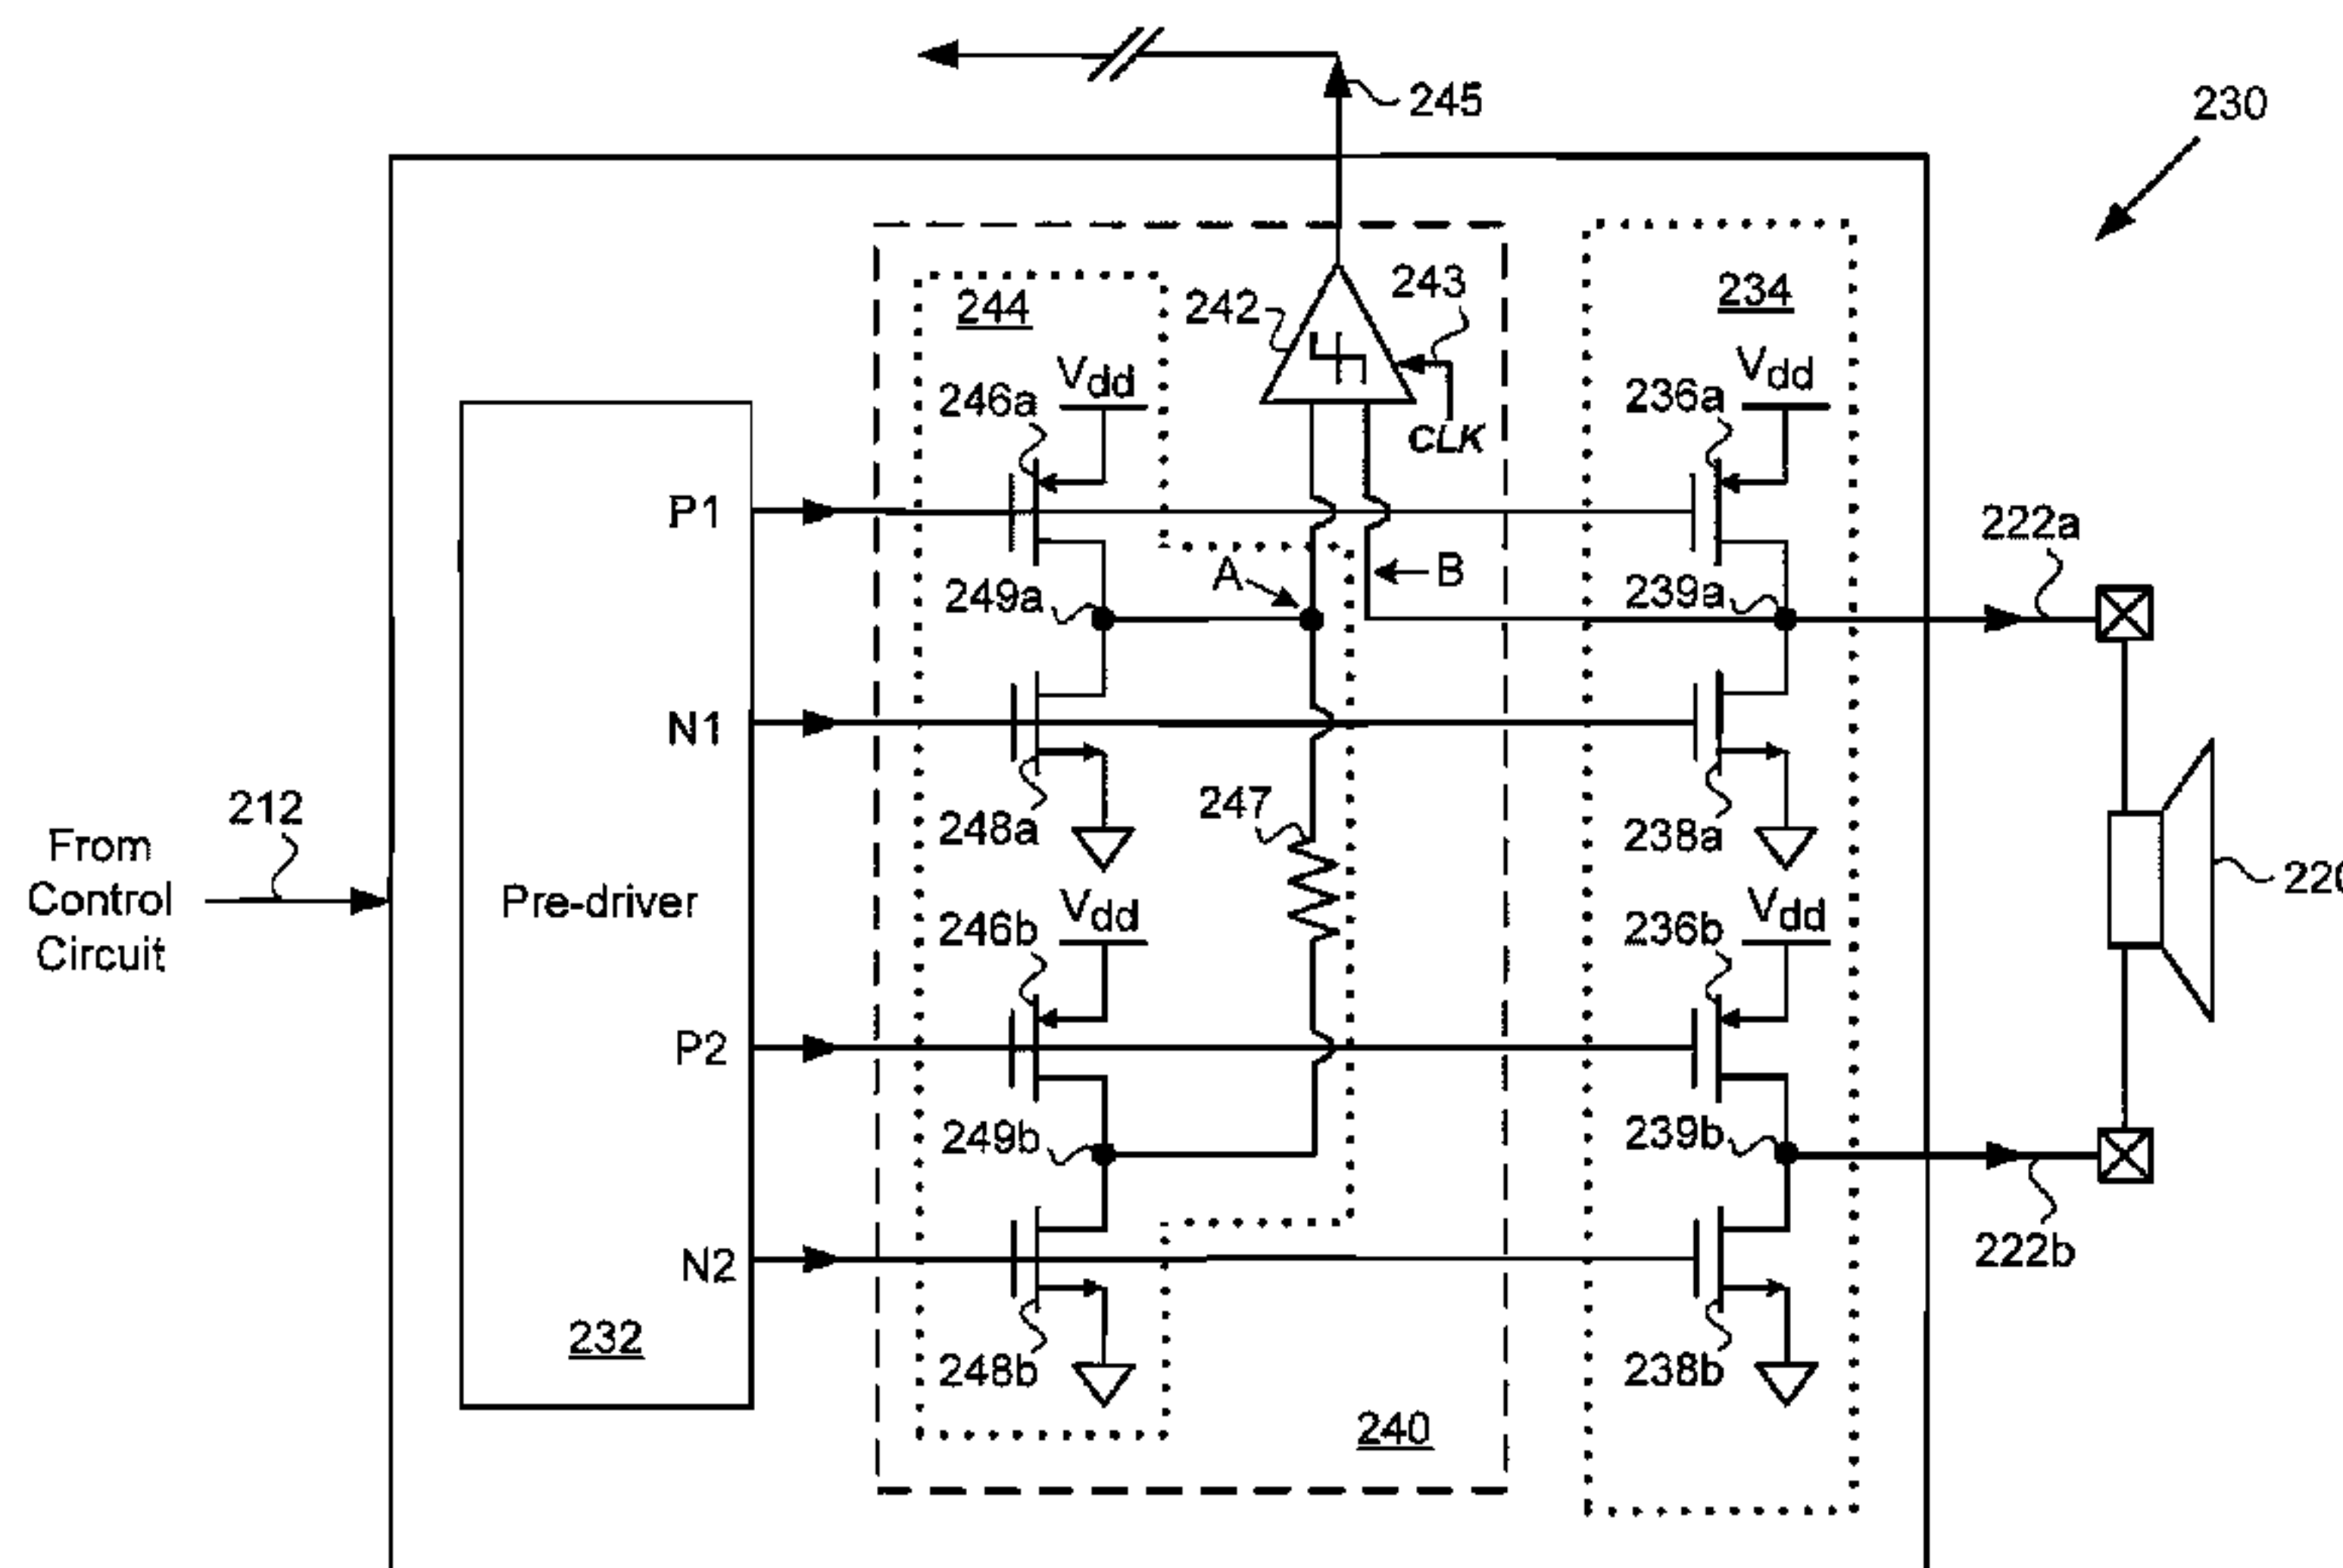 245
230
244
242
243
234
Vdd
Vdd
246a
236a
CLK
P1
222a
A
B
249a
239a
N1
247
212
248a
238a
From
Control
Circuit
Pre-driver
Vdd
Vdd
246b
236b
P2
249b
239b
N2
222b
232
248b
238b
240